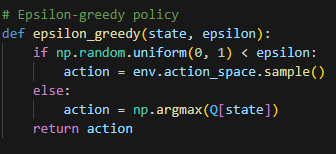 # Epsilon-greedy policy
def epsilon_greedy(state, epsilon):
    if np.random.uniform(0, 1) < epsilon:
        action = env.action_space.sample()
    else:
        action = np.argmax(Q[state])
    return action